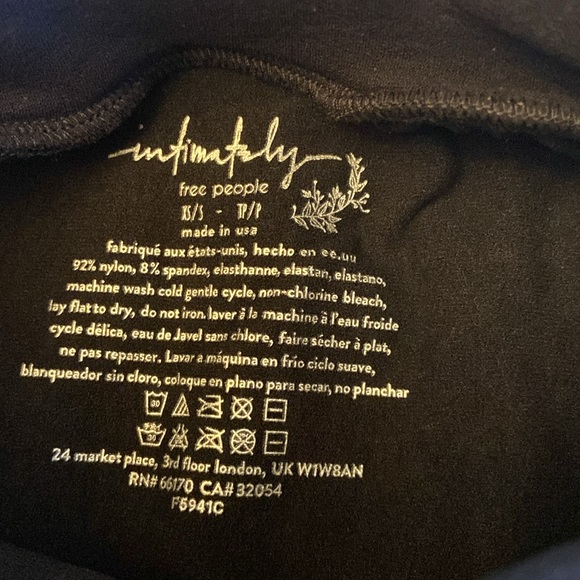 intimately
free people
XS/S - TP/P
made in usa
fabriqué aux états-unis, hecho en ee.uu
92% nylon, 8% spandex, elasthanne, elastan, elastano,
machine wash cold gentle cycle, non-chlorine bleach,
lay flat to dry, do not iron. laver à la machine à l'eau froide
cycle délica, eau de Javel sans chlore, faire sécher à plat,
ne pas repasser. Lavar a máquina en frío ciclo suave,
blanqueador sin cloro, coloque en plano para secar, no planchar
30
30
24 market place, 3rd floor london, UK W1W8AN
RN# 66170 CA# 32054
F5941C